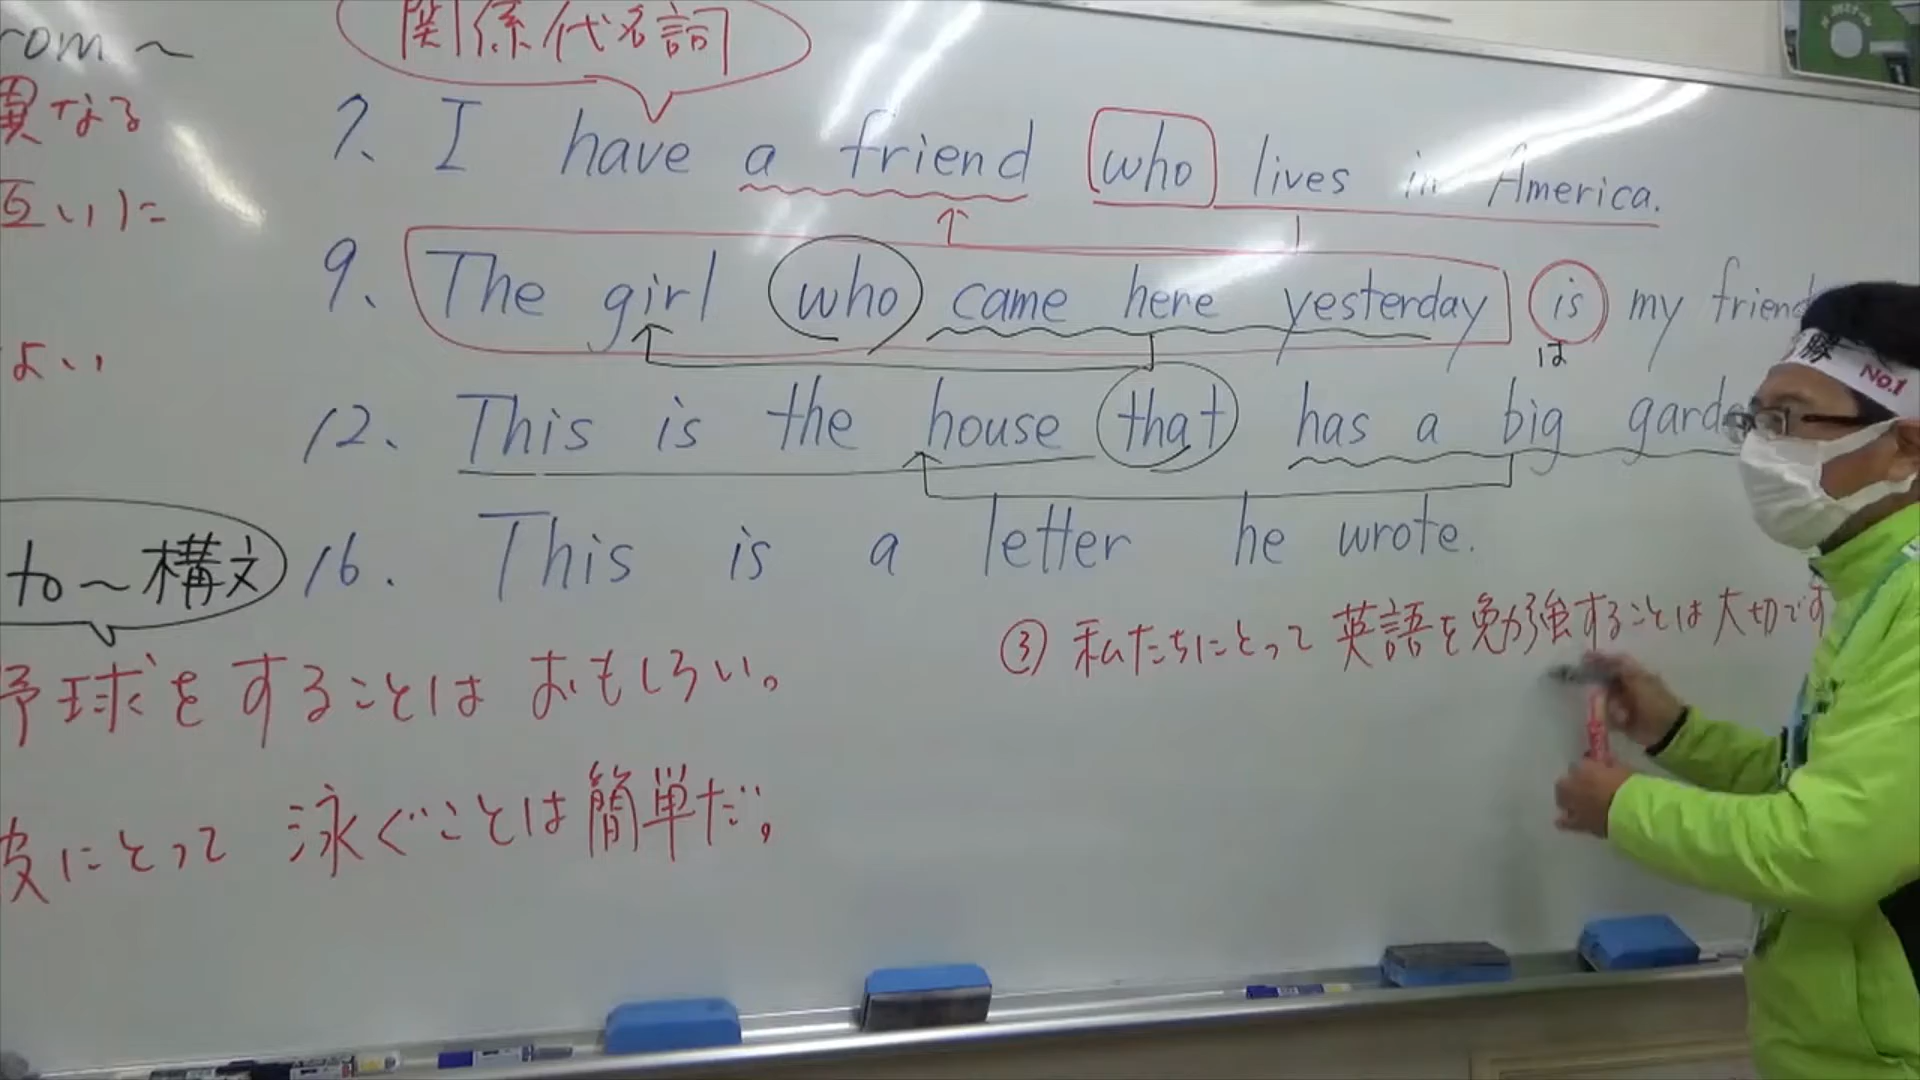 rom ～
異なる
互いに
よい
関係代名詞
7. I have a friend who lives in America.
9. The girl who came here yesterday is my friend
は
12. This is the house that has a big garde
16. This is a letter he wrote.
to～構文
③ 私たちにとって 英語を勉強することは大切です
野球をすることは おもしろい。
彼にとって 泳ぐことは簡単だ。
勝 No.1